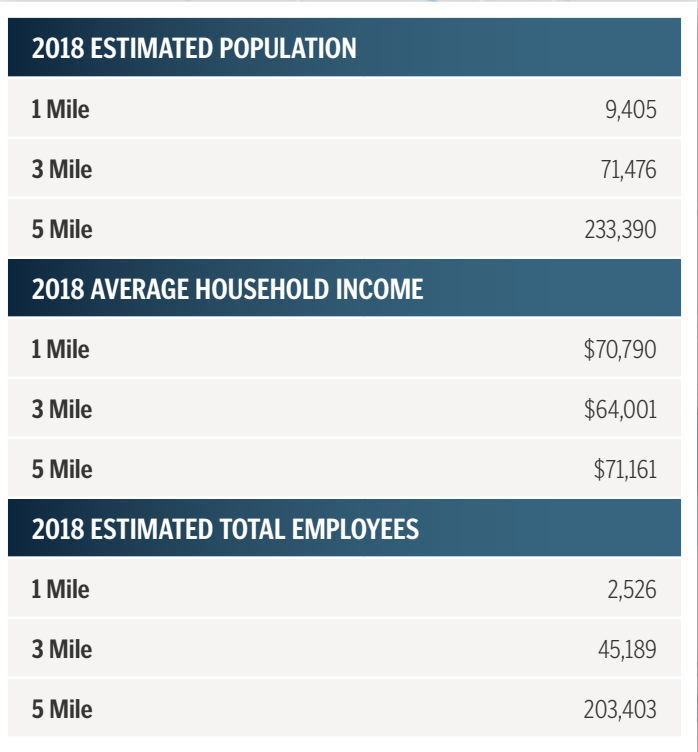 2018 ESTIMATED POPULATION
1 Mile 9,405
3 Mile 71,476
5 Mile 233,390
2018 AVERAGE HOUSEHOLD INCOME
1 Mile $70,790
3 Mile $64,001
5 Mile $71,161
2018 ESTIMATED TOTAL EMPLOYEES
1 Mile 2,526
3 Mile 45,189
5 Mile 203,403